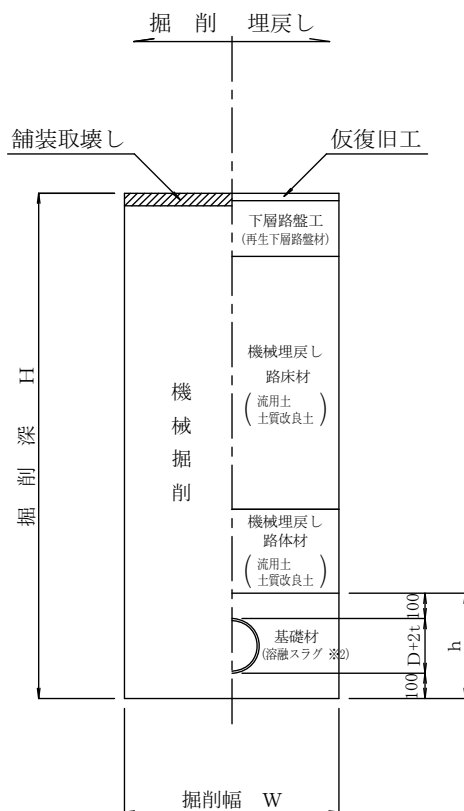 掘 削 埋戻し
舗装取壊し
仮復旧工
下層路盤工
(再生下層路盤材)
機械埋戻し
路床材
(流用土
土質改良土)
機械掘削
掘削深 H
機械埋戻し
路体材
(流用土
土質改良土)
基礎材
(溶融スラグ ※2)
100
D+2t
100
h
掘削幅 W